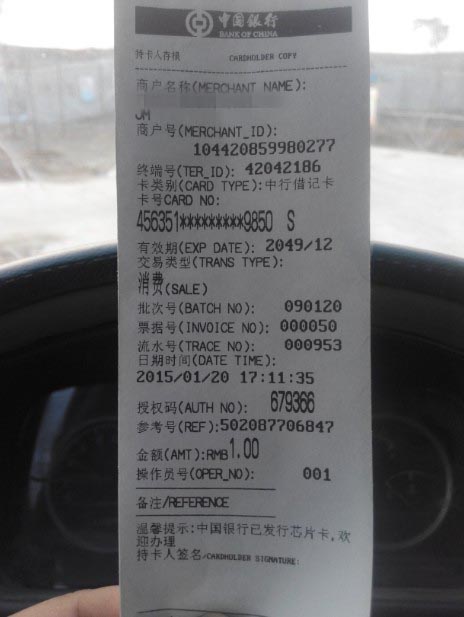 中国银行
BANK OF CHINA
持卡人存根 CARDHOLDER COPY
商户名称(MERCHANT NAME):
JM
商户号(MERCHANT_ID):
104420859980277
终端号(TER_ID): 42042186
卡类别(CARD TYPE):中行借记卡
卡号CARD NO:
456351*********9850 S
有效期(EXP DATE): 2049/12
交易类型(TRANS TYPE):
消费
消费(SALE)
批次号(BATCH NO): 090120
票据号(INVOICE NO): 000050
流水号(TRACE NO): 000953
日期时间(DATE TIME):
2015/01/20 17:11:35
授权码(AUTH NO): 679366
参考号(REF):502087706847
金额(AMT):RMB1.00
操作员号(OPER_NO): 001
备注/REFERENCE
温馨提示:中国银行已发行芯片卡,欢
迎办理
持卡人签名/CARDHOLDER SIGNATURE: